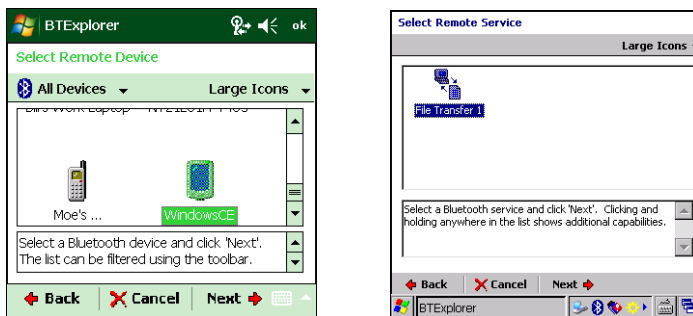 BTExplorer
ok
Select Remote Device
All Devices
Large Icons
Moe's ...
WindowsCE
Select a Bluetooth device and click 'Next'.
The list can be filtered using the toolbar.
Back
Cancel
Next
Select Remote Service
Large Icons
File Transfer 1
Select a Bluetooth service and click 'Next'. Clicking and
holding anywhere in the list shows additional capabilities.
Back
Cancel
Next
BTExplorer